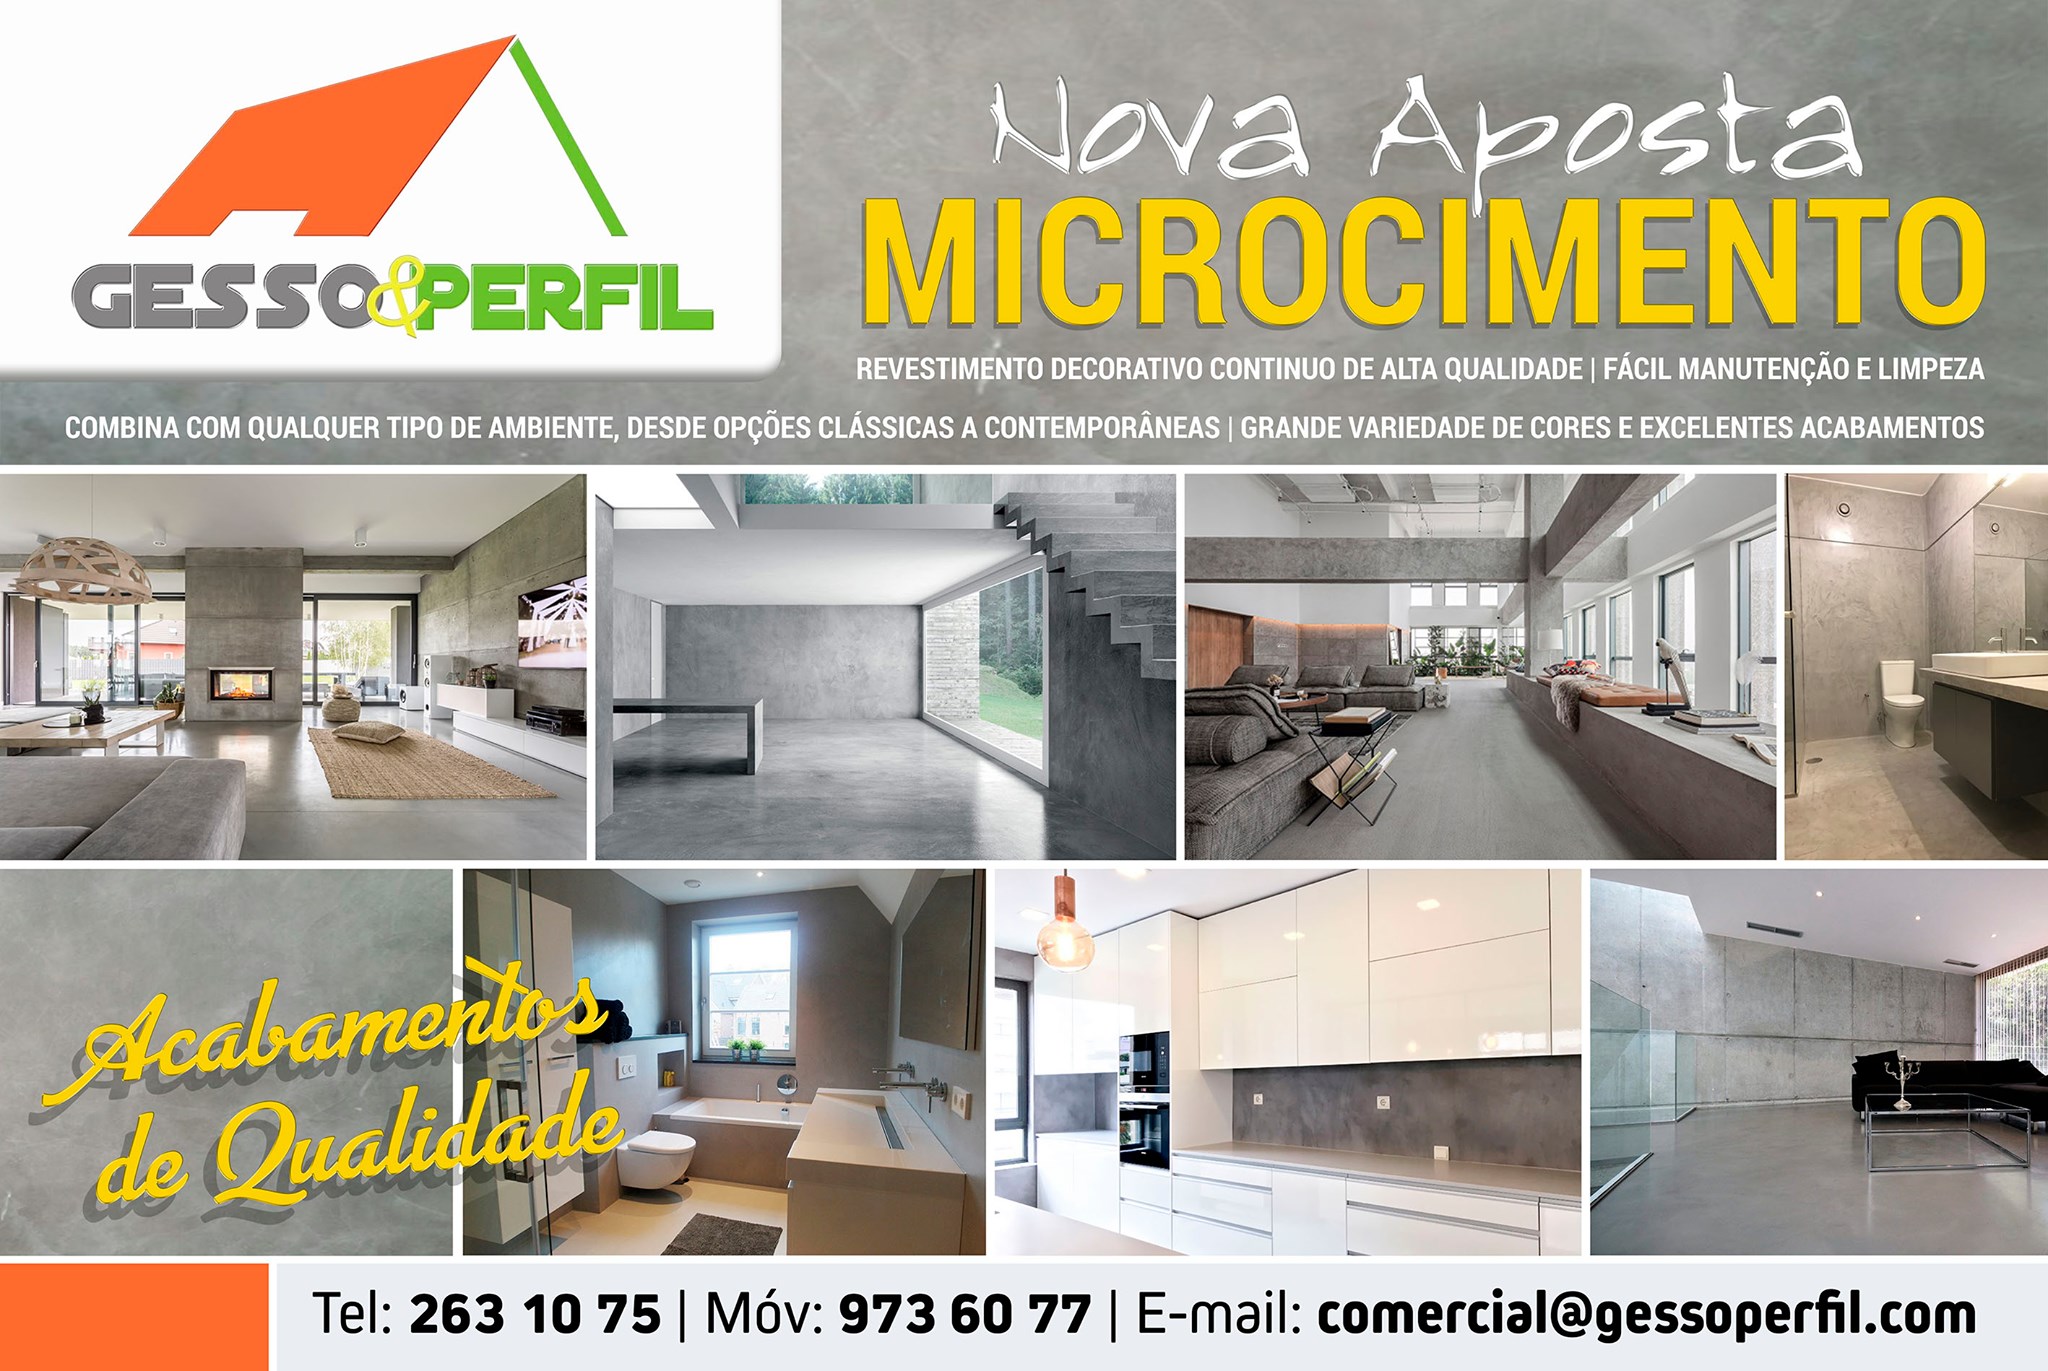 GESSO&PERFIL
Nova Aposta
MICROCIMENTO
REVESTIMENTO DECORATIVO CONTINUO DE ALTA QUALIDADE | FÁCIL MANUTENÇÃO E LIMPEZA
COMBINA COM QUALQUER TIPO DE AMBIENTE, DESDE OPÇÕES CLÁSSICAS A CONTEMPORÂNEAS | GRANDE VARIEDADE DE CORES E EXCELENTES ACABAMENTOS
Acabamentos
de Qualidade
Tel: 263 10 75 | Móv: 973 60 77 | E-mail: comercial@gessoperfil.com